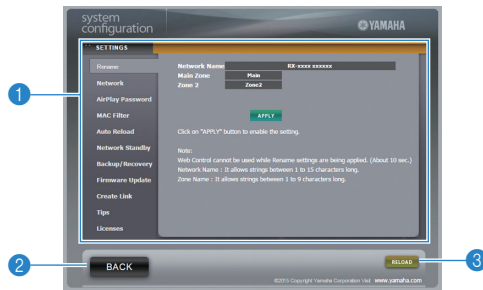 system
configuration
YAMAHA
SETTINGS
Rename
Network
AirPlay Password
MAC Filter
Auto Reload
Network Standby
Backup/Recovery
Firmware Update
Create Link
Tips
Licenses
Network Name RX-xxxx xxxxxx
Main Zone Main
Zone 2 Zone2
APPLY
Click on "APPLY" button to enable the setting.
Note:
Web Control cannot be used while Rename settings are being applied. (About 10 sec.)
Network Name : It allows strings between 1 to 15 characters long.
Zone Name : It allows strings between 1 to 9 characters long.
1
2
BACK
RELOAD
3
©2015 Copyright Yamaha Corporation Visit www.yamaha.com